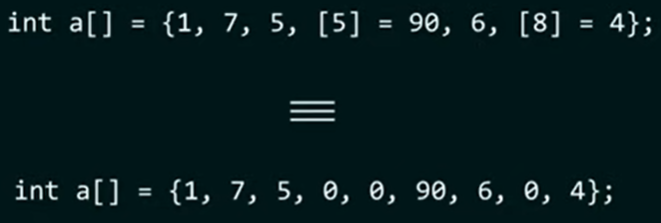 int a[] = {1, 7, 5, [5] = 90, 6, [8] = 4};
≡
int a[] = {1, 7, 5, 0, 0, 90, 6, 0, 4};